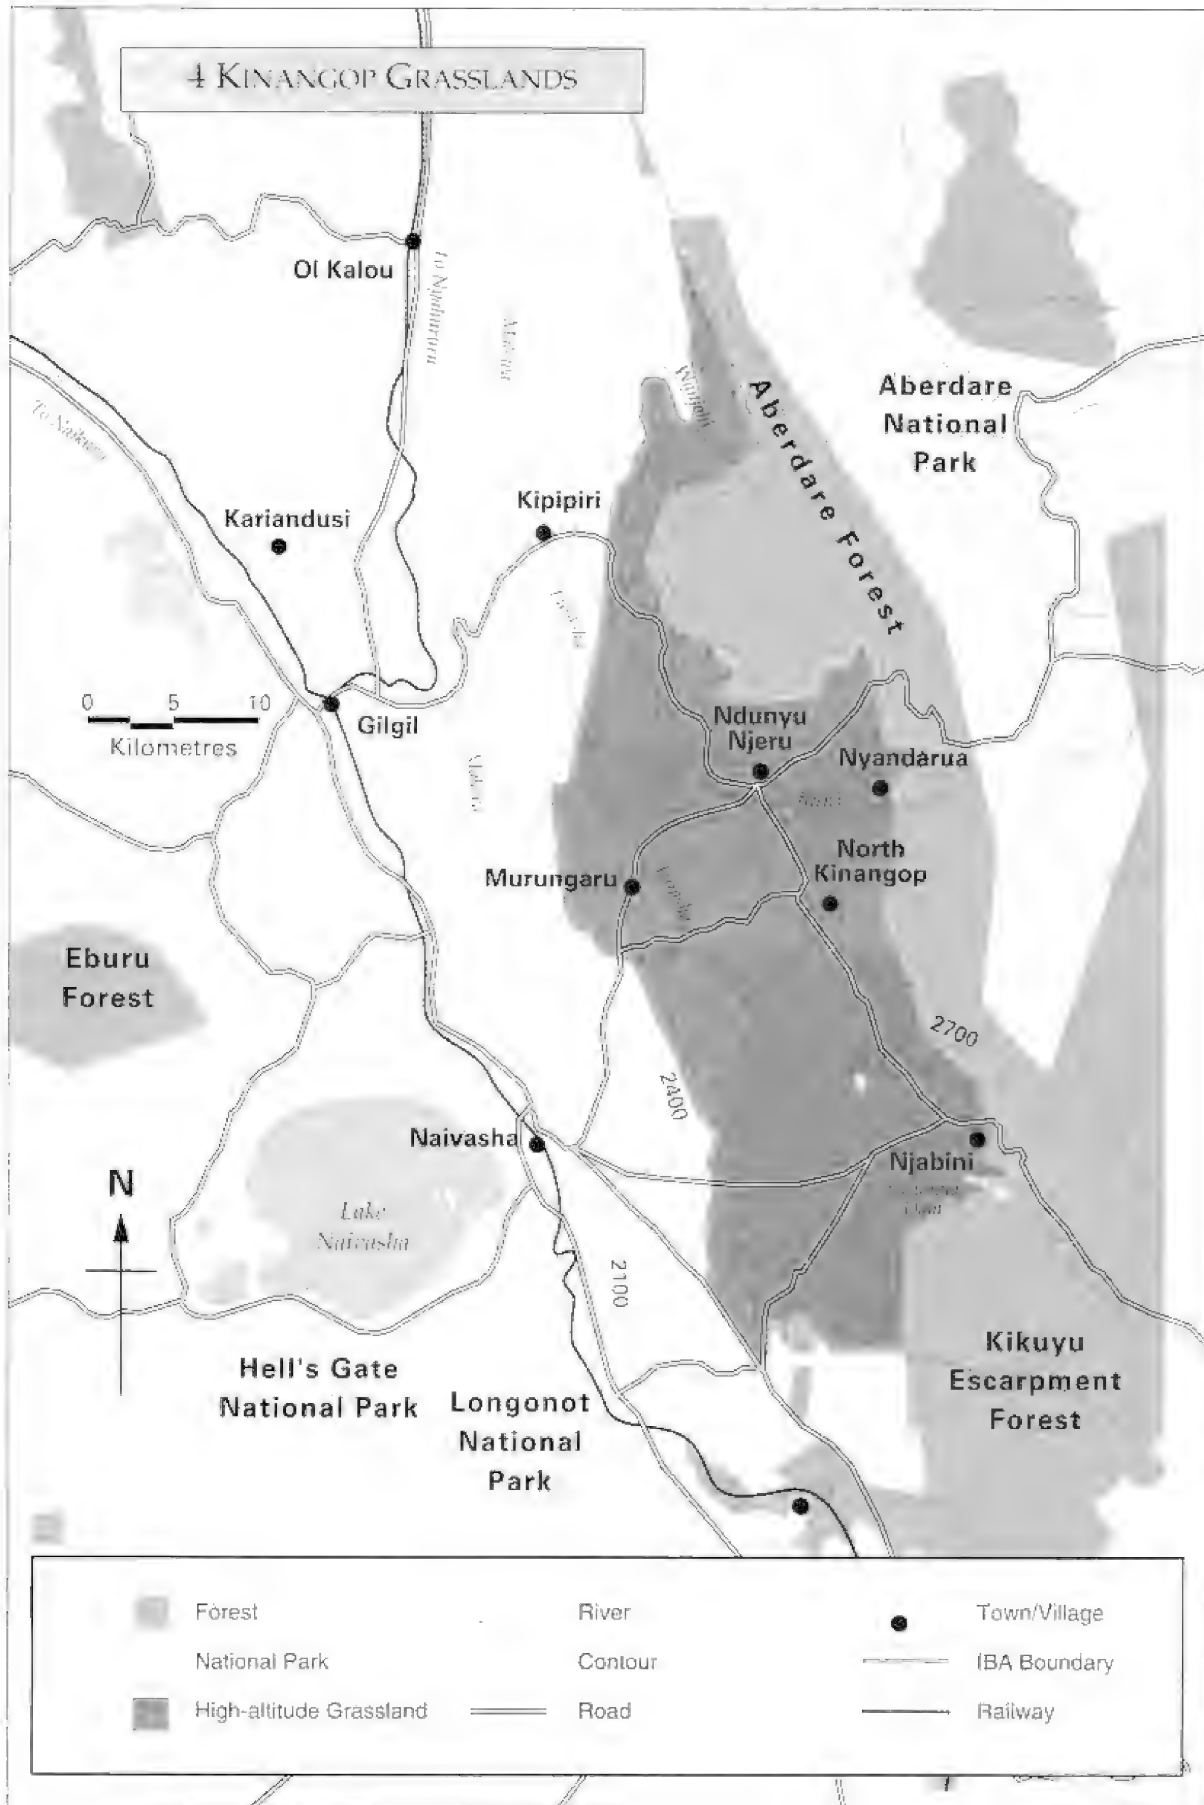 4 KINANGOP GRASSLANDS
Ol Kalou
To Nyahururu
Malewa
To Nakuru
Wanjohi
Aberdare Forest
Aberdare
National
Park
Kariandusi
Kipipiri
0 5 10
Kilometres
Gilgil
Ndunyu
Njeru
Nyandarua
North
Kinangop
Murungaru
Eburu
Forest
2700
2400
Naivasha
Njabini
Dam
N
Lake
Naivasha
2100
Hell's Gate
National Park
Longonot
National
Park
Kikuyu
Escarpment
Forest
Forest
River
Town/Village
National Park
Contour
IBA Boundary
High-altitude Grassland
Road
Railway